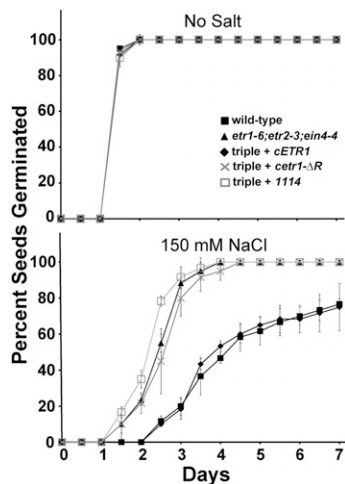 No Salt
100
80
60
40
20
0
wild-type
etr1-6;etr2-3;ein4-4
triple + cETR1
triple + cetr1-ΔR
triple + 1114
Percent Seeds Germinated
150 mM NaCl
100
80
60
40
20
0
0 1 2 3 4 5 6 7
Days